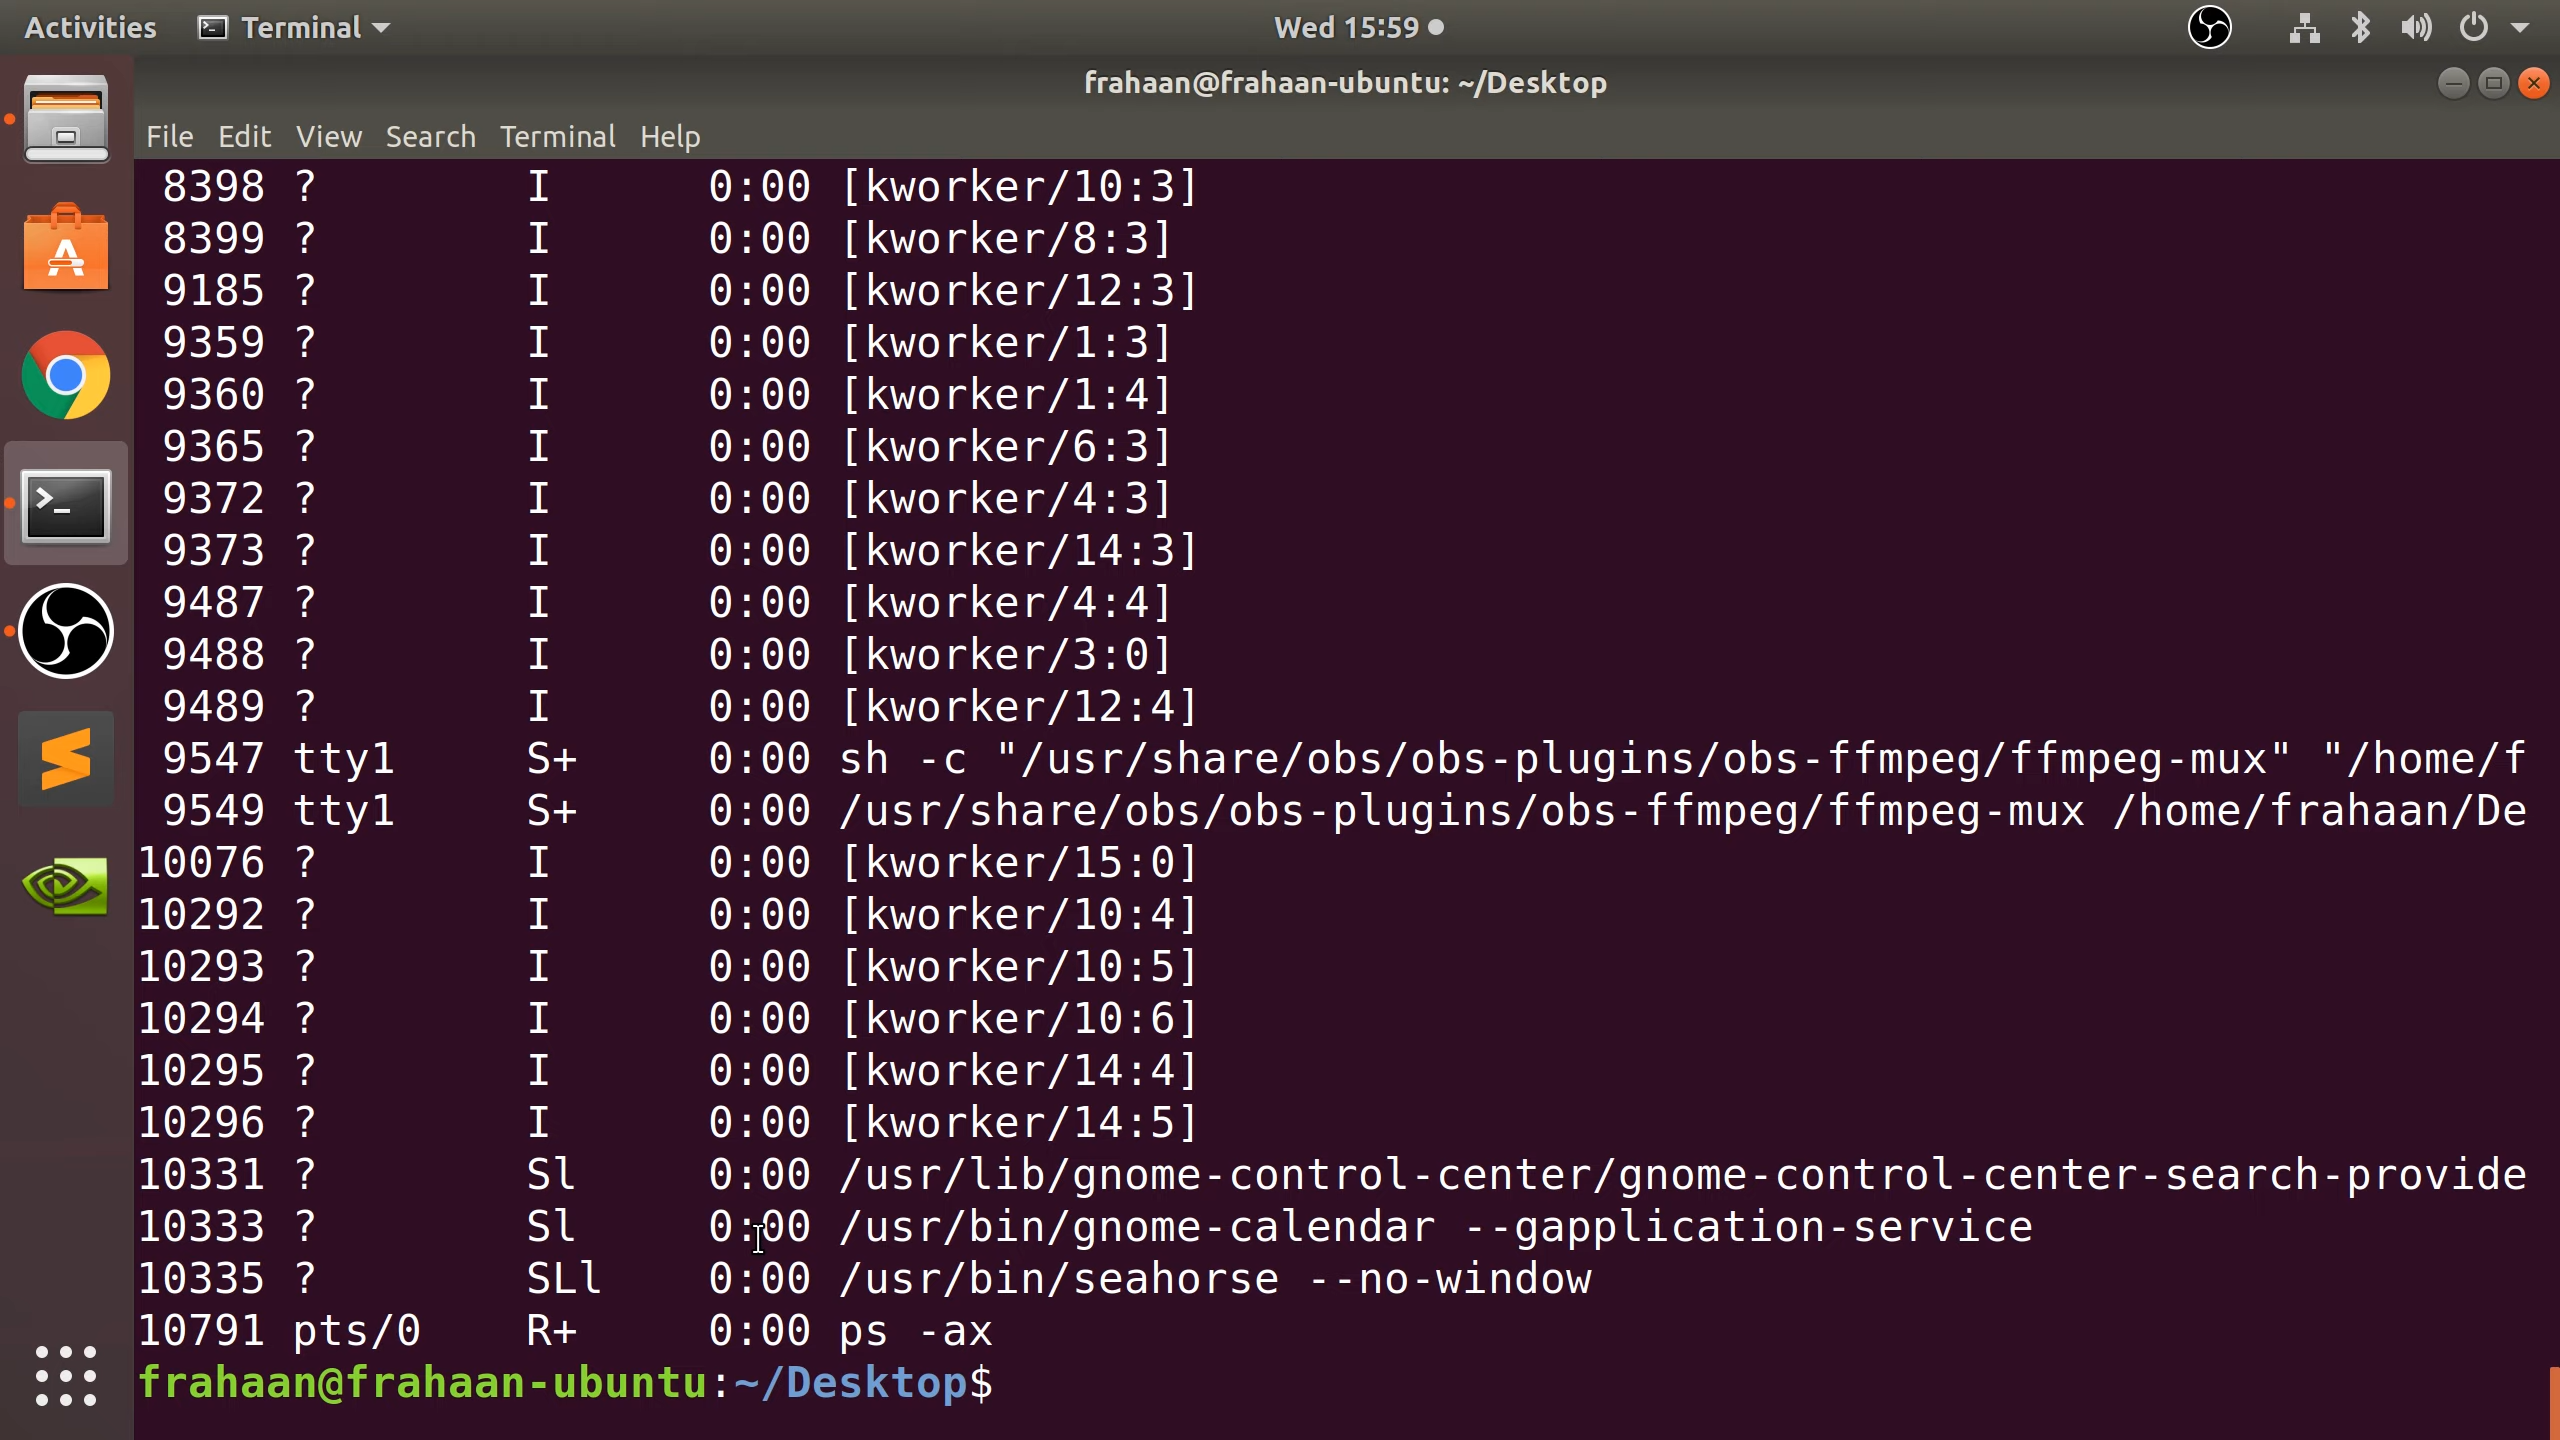 Activities Terminal Wed 15:59
frahaan@frahaan-ubuntu: ~/Desktop
File Edit View Search Terminal Help
8398 ? I 0:00 [kworker/10:3]
8399 ? I 0:00 [kworker/8:3]
9185 ? I 0:00 [kworker/12:3]
9359 ? I 0:00 [kworker/1:3]
9360 ? I 0:00 [kworker/1:4]
9365 ? I 0:00 [kworker/6:3]
9372 ? I 0:00 [kworker/4:3]
9373 ? I 0:00 [kworker/14:3]
9487 ? I 0:00 [kworker/4:4]
9488 ? I 0:00 [kworker/3:0]
9489 ? I 0:00 [kworker/12:4]
9547 tty1 S+ 0:00 sh -c "/usr/share/obs/obs-plugins/obs-ffmpeg/ffmpeg-mux" "/home/f
9549 tty1 S+ 0:00 /usr/share/obs/obs-plugins/obs-ffmpeg/ffmpeg-mux /home/frahaan/De
10076 ? I 0:00 [kworker/15:0]
10292 ? I 0:00 [kworker/10:4]
10293 ? I 0:00 [kworker/10:5]
10294 ? I 0:00 [kworker/10:6]
10295 ? I 0:00 [kworker/14:4]
10296 ? I 0:00 [kworker/14:5]
10331 ? Sl 0:00 /usr/lib/gnome-control-center/gnome-control-center-search-provide
10333 ? Sl 0:00 /usr/bin/gnome-calendar --gapplication-service
10335 ? SLl 0:00 /usr/bin/seahorse --no-window
10791 pts/0 R+ 0:00 ps -ax
frahaan@frahaan-ubuntu:~/Desktop$